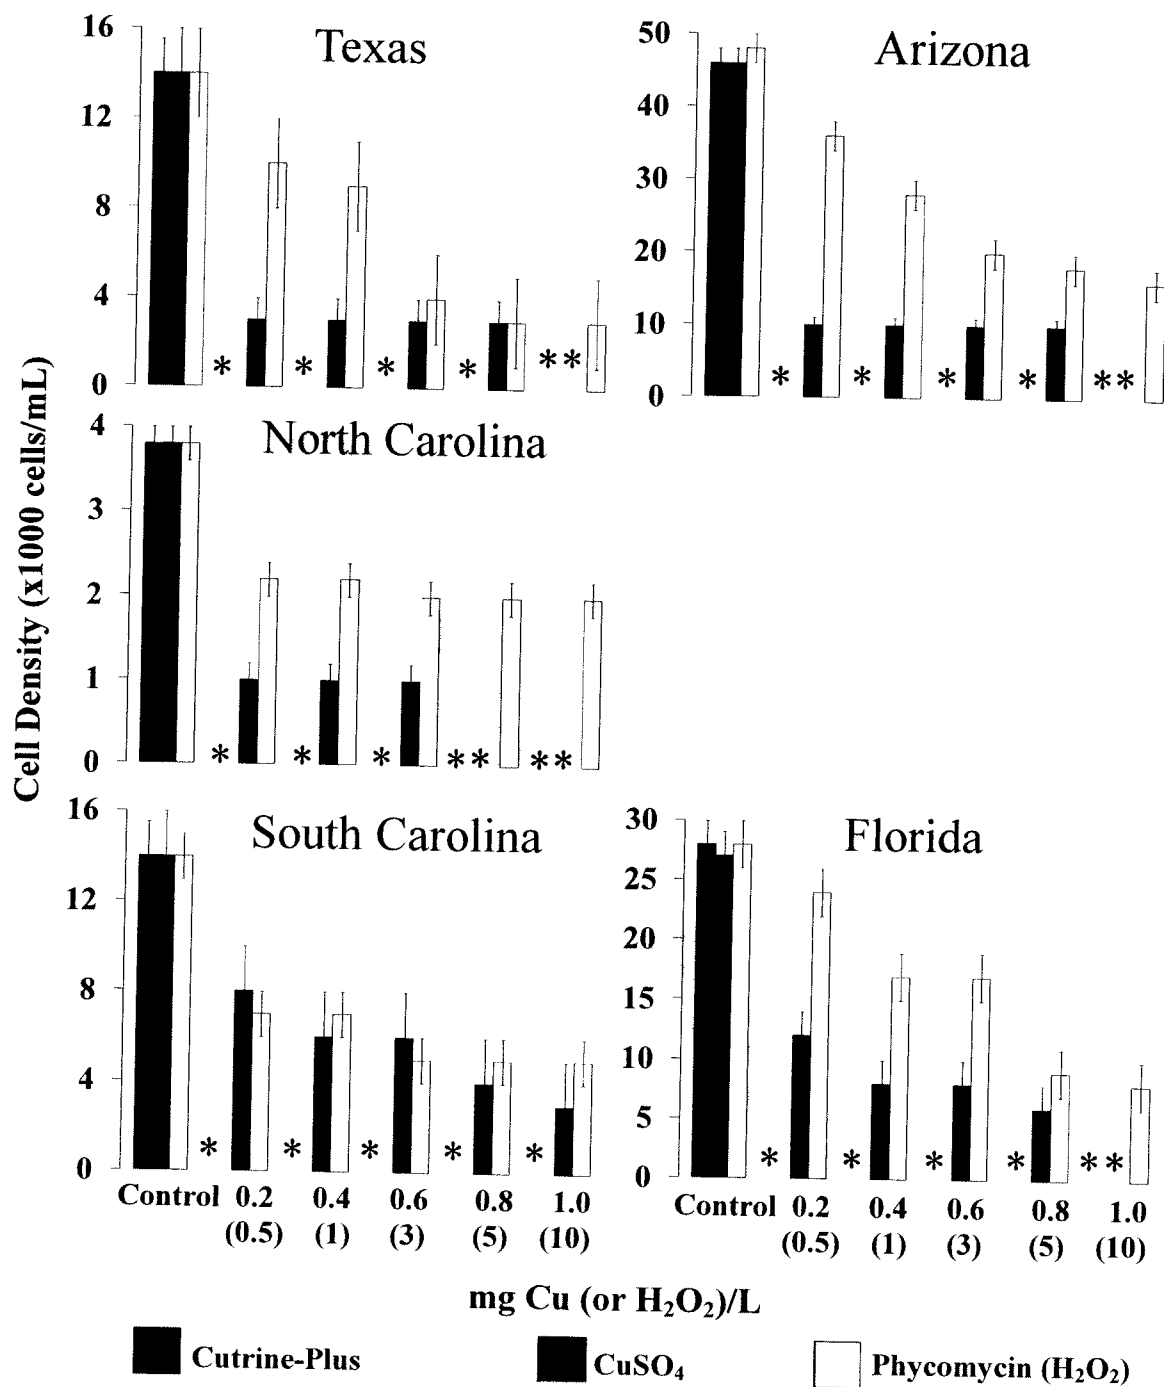 Texas
16
12
8
4
0
* * * * **
Arizona
50
40
30
20
10
0
* * * * **
Cell Density (x1000 cells/mL)
North Carolina
4
3
2
1
0
* * * ** **
South Carolina
16
12
8
4
0
* * * * *
Control 0.2 0.4 0.6 0.8 1.0
(0.5) (1) (3) (5) (10)
Florida
30
25
20
15
10
5
0
* * * * **
Control 0.2 0.4 0.6 0.8 1.0
(0.5) (1) (3) (5) (10)
mg Cu (or H₂O₂)/L
Cutrine-Plus CuSO₄ Phycomycin (H₂O₂)